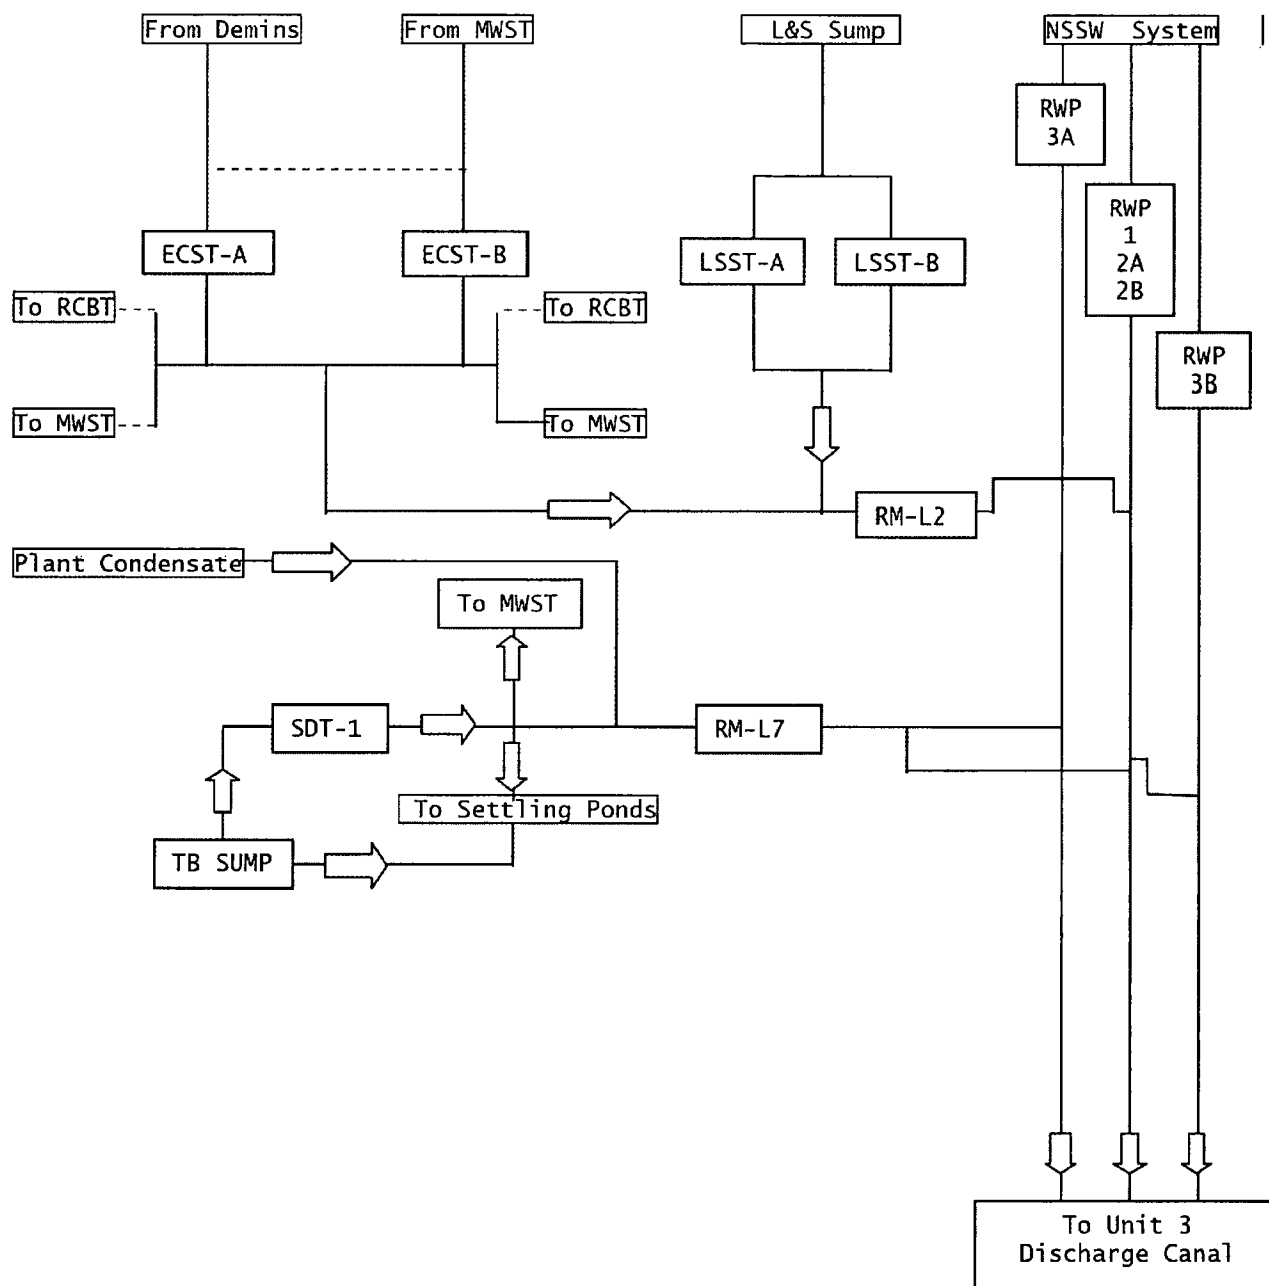 From Demins
From MWST
L&S Sump
NSSW System
RWP
3A
RWP
1
2A
2B
ECST-A
ECST-B
LSST-A
LSST-B
To RCBT
To RCBT
RWP
3B
To MWST
To MWST
RM-L2
Plant Condensate
To MWST
SDT-1
RM-L7
To Settling Ponds
TB SUMP
To Unit 3
Discharge Canal